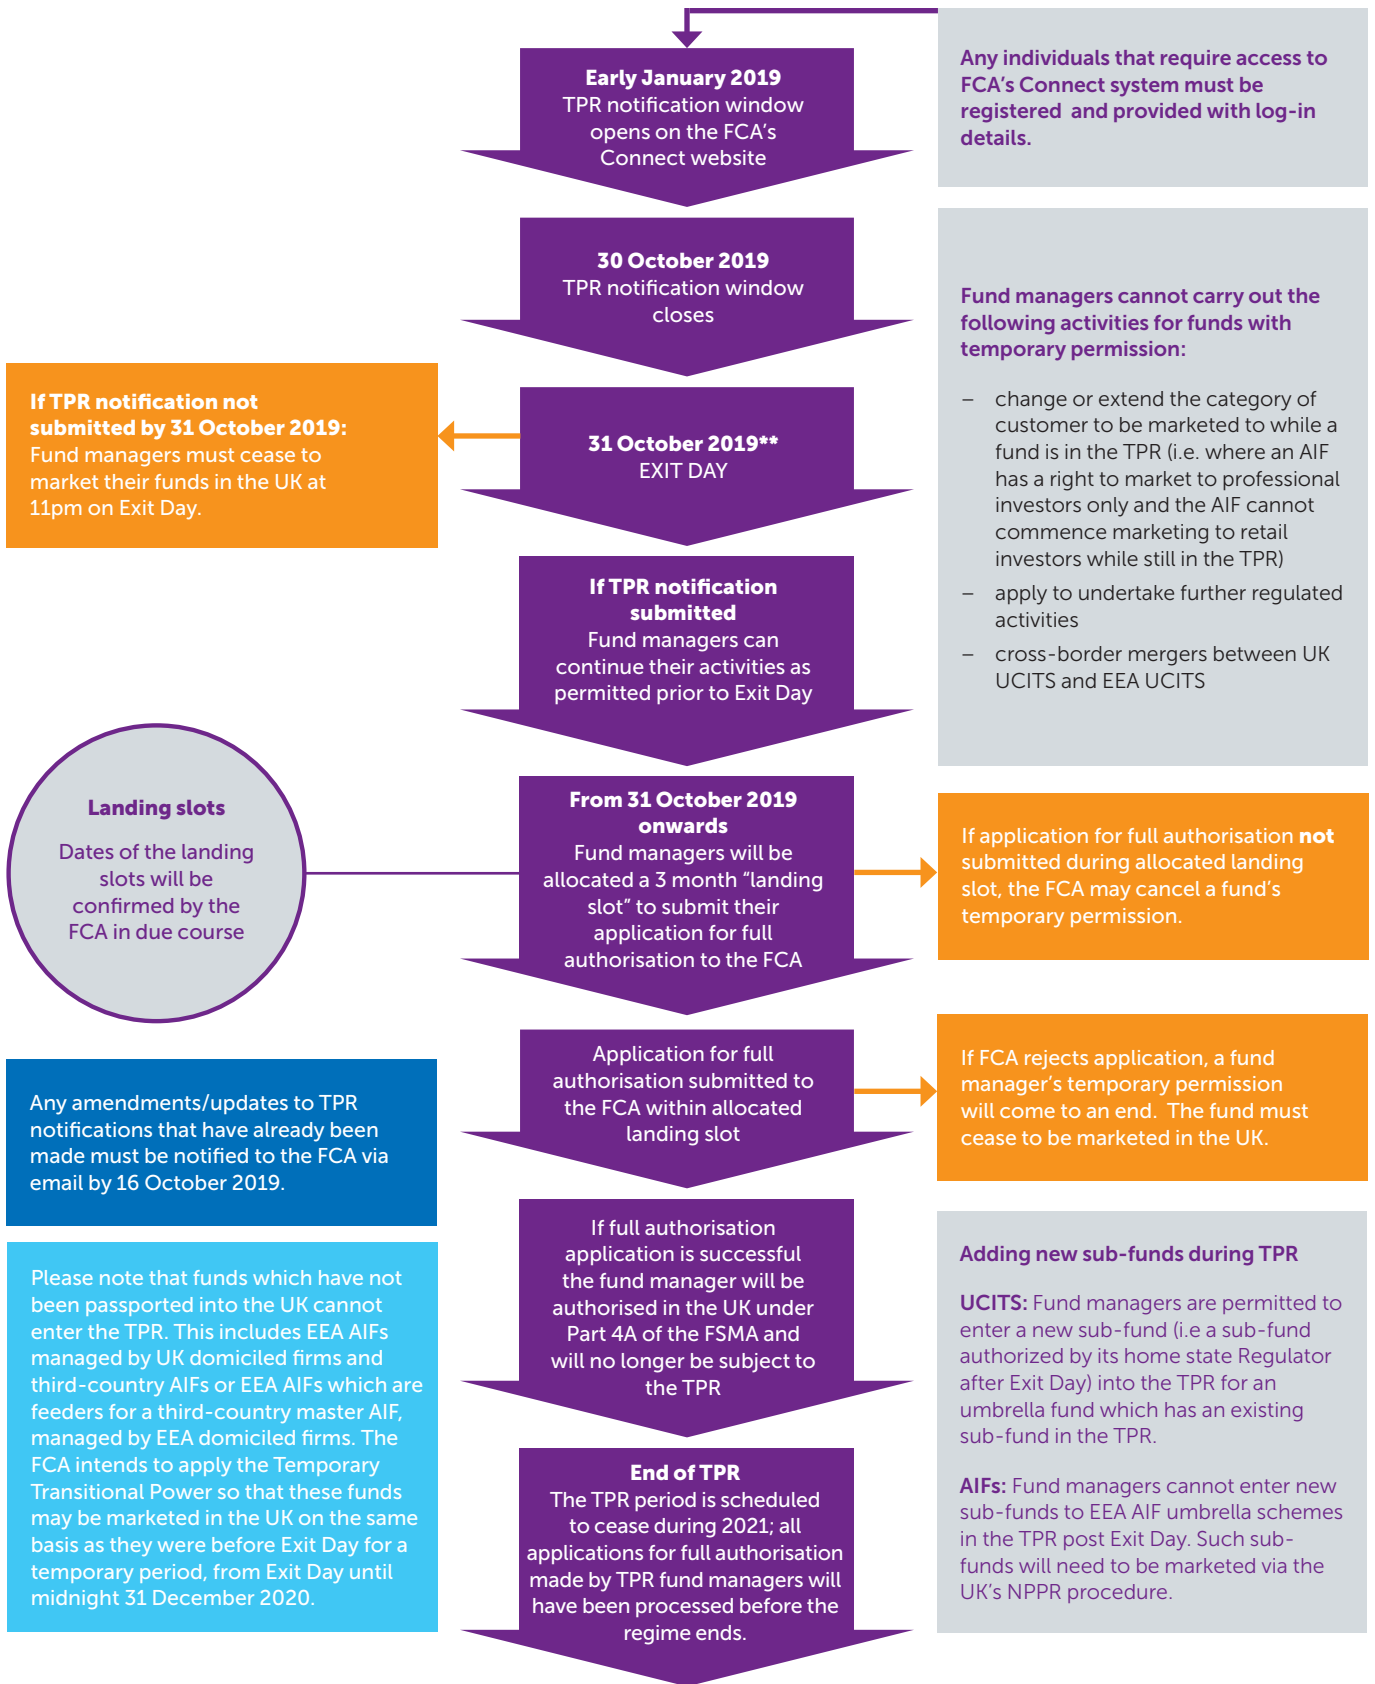 Early January 2019
TPR notification window
opens on the FCA's
Connect website
Any individuals that require access to
FCA's Connect system must be
registered and provided with log-in
details.
30 October 2019
TPR notification window
closes
Fund managers cannot carry out the
following activities for funds with
temporary permission:
– change or extend the category of
customer to be marketed to while a
fund is in the TPR (i.e. where an AIF
has a right to market to professional
investors only and the AIF cannot
commence marketing to retail
investors while still in the TPR)
– apply to undertake further regulated
activities
– cross-border mergers between UK
UCITS and EEA UCITS
If TPR notification not
submitted by 31 October 2019:
Fund managers must cease to
market their funds in the UK at
11pm on Exit Day.
31 October 2019**
EXIT DAY
If TPR notification
submitted
Fund managers can
continue their activities as
permitted prior to Exit Day
Landing slots
Dates of the landing
slots will be
confirmed by the
FCA in due course
From 31 October 2019
onwards
Fund managers will be
allocated a 3 month “landing
slot” to submit their
application for full
authorisation to the FCA
If application for full authorisation not
submitted during allocated landing
slot, the FCA may cancel a fund's
temporary permission.
Any amendments/updates to TPR
notifications that have already been
made must be notified to the FCA via
email by 16 October 2019.
Application for full
authorisation submitted to
the FCA within allocated
landing slot
If FCA rejects application, a fund
manager's temporary permission
will come to an end. The fund must
cease to be marketed in the UK.
Please note that funds which have not
been passported into the UK cannot
enter the TPR. This includes EEA AIFs
managed by UK domiciled firms and
third-country AIFs or EEA AIFs which are
feeders for a third-country master AIF,
managed by EEA domiciled firms. The
FCA intends to apply the Temporary
Transitional Power so that these funds
may be marketed in the UK on the same
basis as they were before Exit Day for a
temporary period, from Exit Day until
midnight 31 December 2020.
If full authorisation
application is successful
the fund manager will be
authorised in the UK under
Part 4A of the FSMA and
will no longer be subject to
the TPR
Adding new sub-funds during TPR
UCITS: Fund managers are permitted to
enter a new sub-fund (i.e a sub-fund
authorized by its home state Regulator
after Exit Day) into the TPR for an
umbrella fund which has an existing
sub-fund in the TPR.
AIFs: Fund managers cannot enter new
sub-funds to EEA AIF umbrella schemes
in the TPR post Exit Day. Such sub-
funds will need to be marketed via the
UK's NPPR procedure.
End of TPR
The TPR period is scheduled
to cease during 2021; all
applications for full authorisation
made by TPR fund managers will
have been processed before the
regime ends.